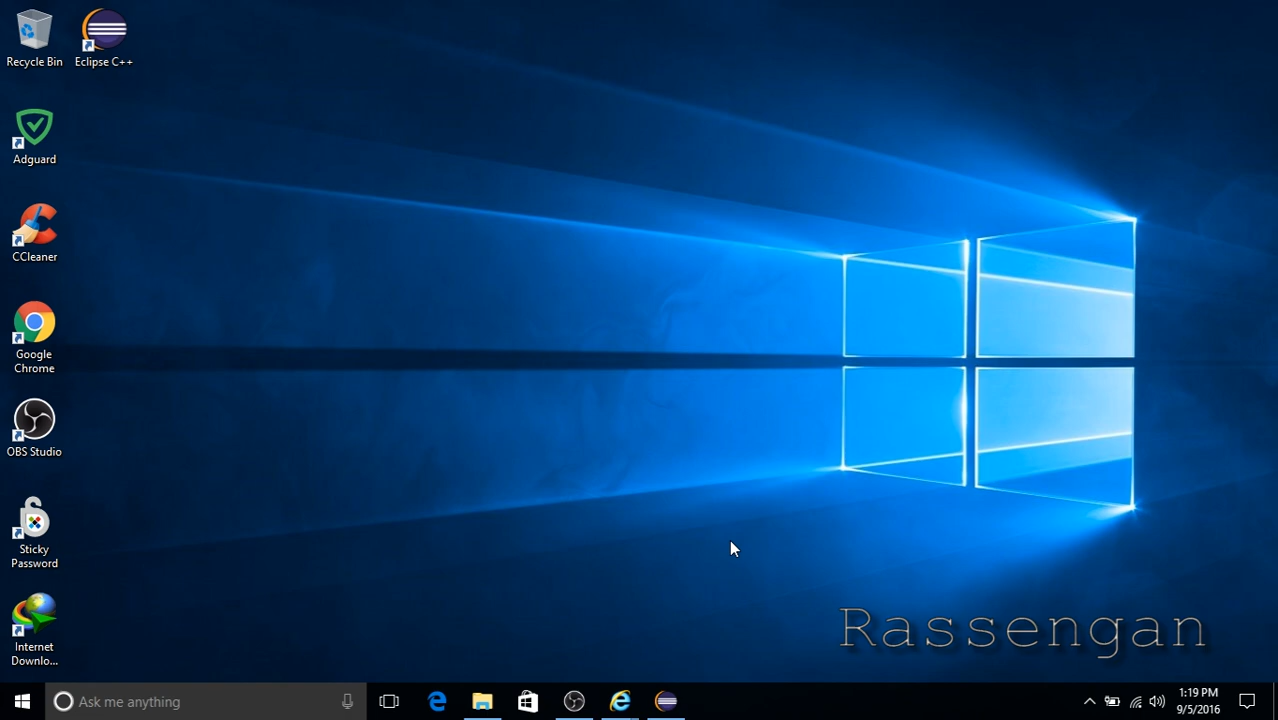 Recycle Bin
Eclipse C++
Adguard
CCleaner
Google
Chrome
OBS Studio
Sticky
Password
Internet
Downlo...
Rassengan
Ask me anything
1:19 PM
9/5/2016